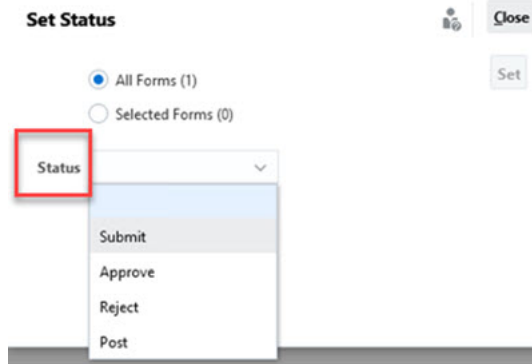 Set Status
Close
All Forms (1)
Set
Selected Forms (0)
Status
Submit
Approve
Reject
Post